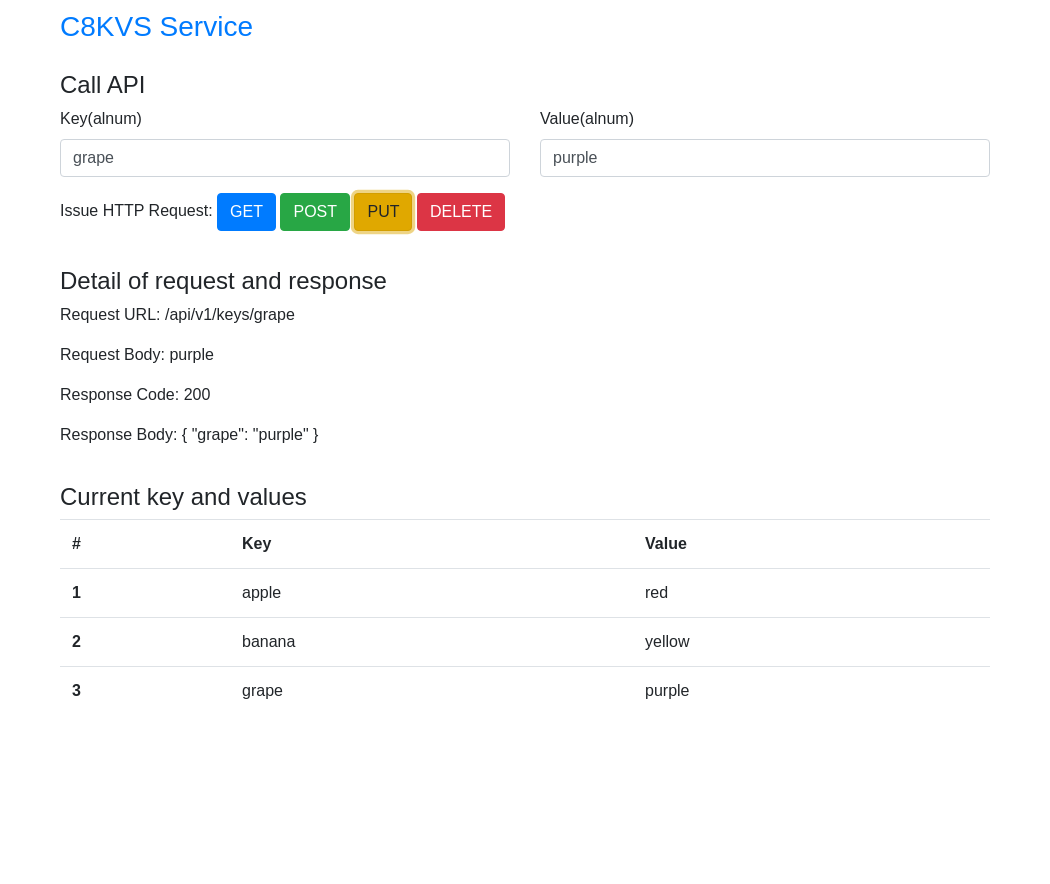 C8KVS Service
Call API
Key(alnum) Value(alnum)
grape purple
Issue HTTP Request: GET POST PUT DELETE
Detail of request and response
Request URL: /api/v1/keys/grape
Request Body: purple
Response Code: 200
Response Body: { "grape": "purple" }
Current key and values
# Key Value
1 apple red
2 banana yellow
3 grape purple